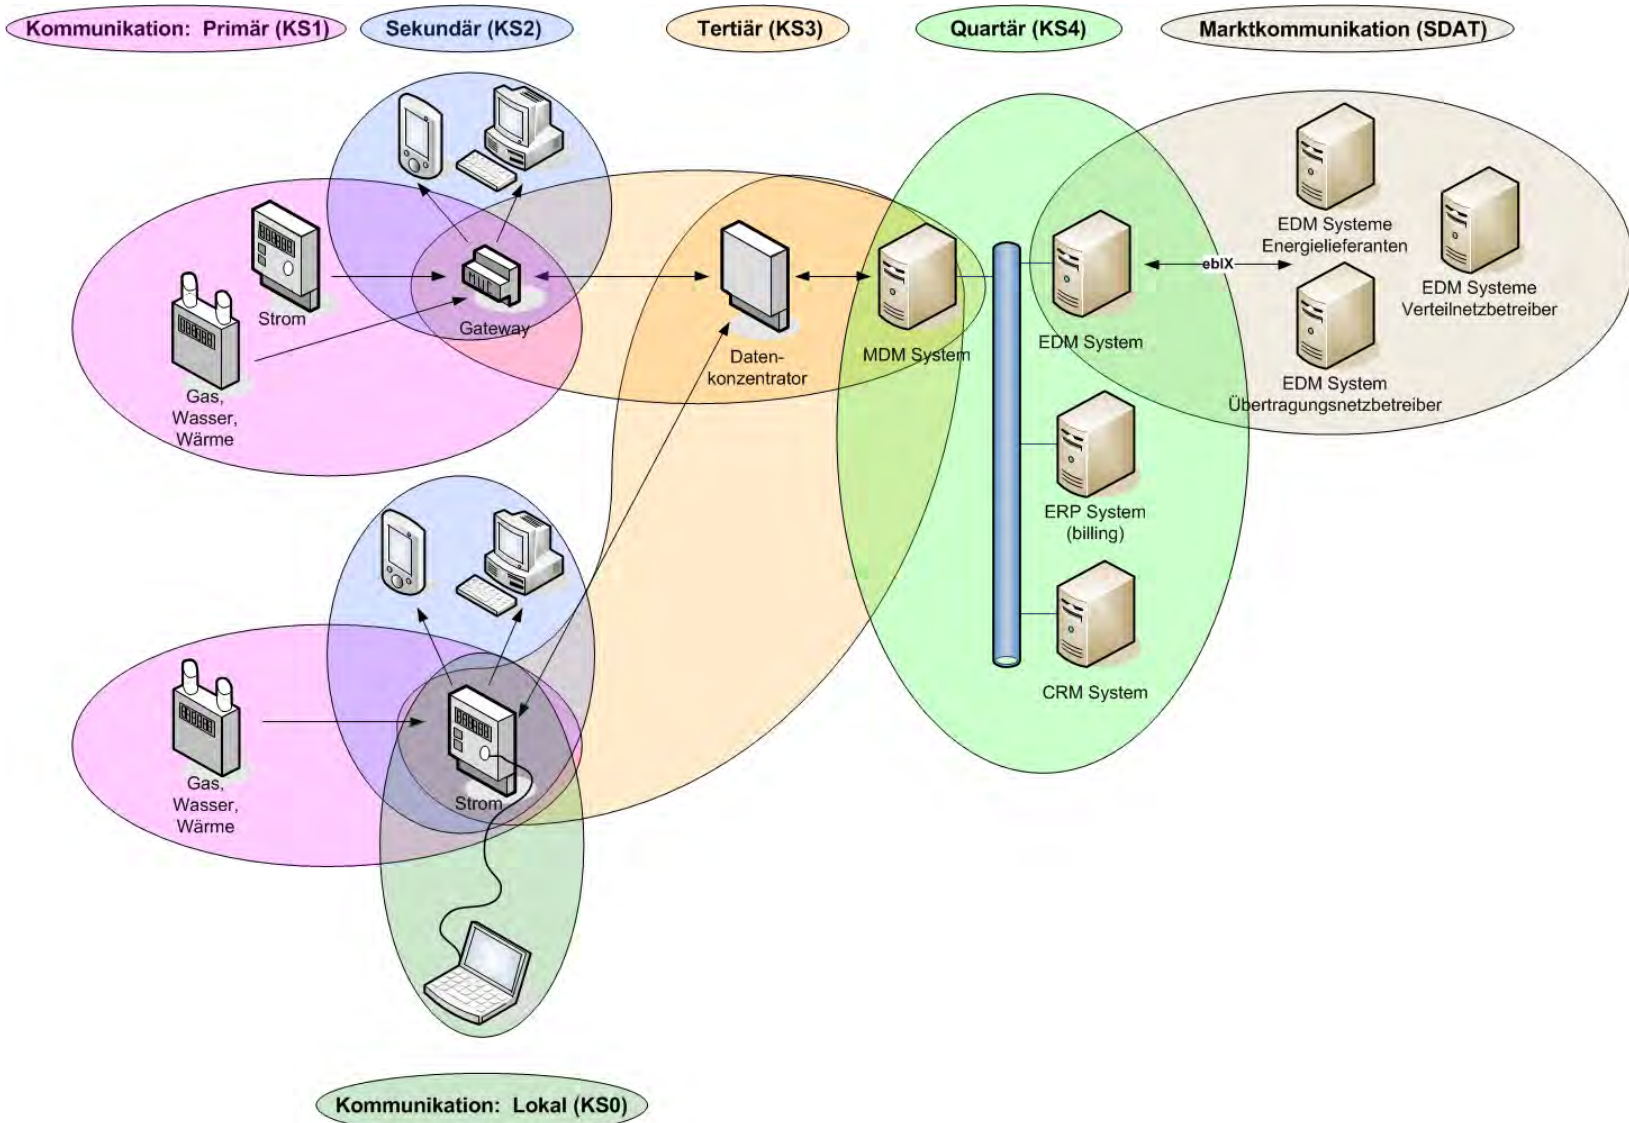 Kommunikation: Primär (KS1)
Sekundär (KS2)
Tertiär (KS3)
Quartär (KS4)
Marktkommunikation (SDAT)
Strom
Gas,
Wasser,
Wärme
MUC
Gateway
Daten-
konzentrator
MDM System
EDM System
ebIX
EDM Systeme
Energielieferanten
EDM Systeme
Verteilnetzbetreiber
EDM System
Übertragungsnetzbetreiber
ERP System
(billing)
CRM System
Gas,
Wasser,
Wärme
Strom
Kommunikation: Lokal (KS0)